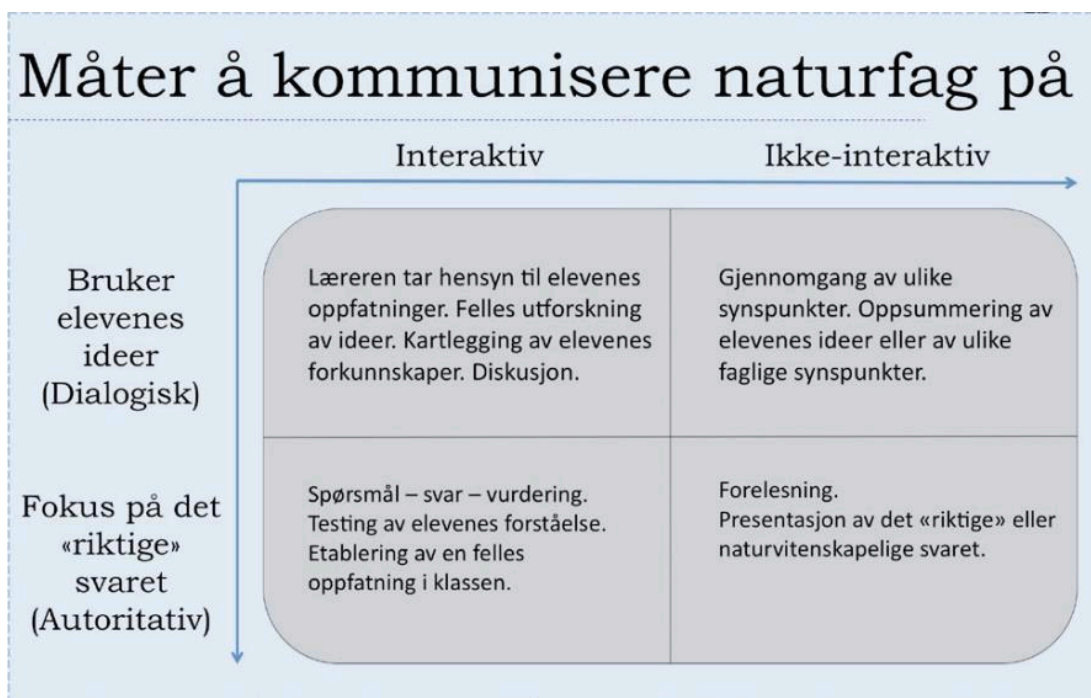 Måter å kommunisere naturfag på
Interaktiv
Ikke-interaktiv
Bruker
elevenes
ideer
(Dialogisk)
Læreren tar hensyn til elevenes
oppfatninger. Felles utforskning
av ideer. Kartlegging av elevenes
forkunnskaper. Diskusjon.
Gjennomgang av ulike
synspunkter. Oppsummering av
elevenes ideer eller av ulike
faglige synspunkter.
Fokus på det
«riktige»
svaret
(Autoritativ)
Spørsmål – svar – vurdering.
Testing av elevenes forståelse.
Etablering av en felles
oppfatning i klassen.
Forelesning.
Presentasjon av det «riktige» eller
naturvitenskapelige svaret.